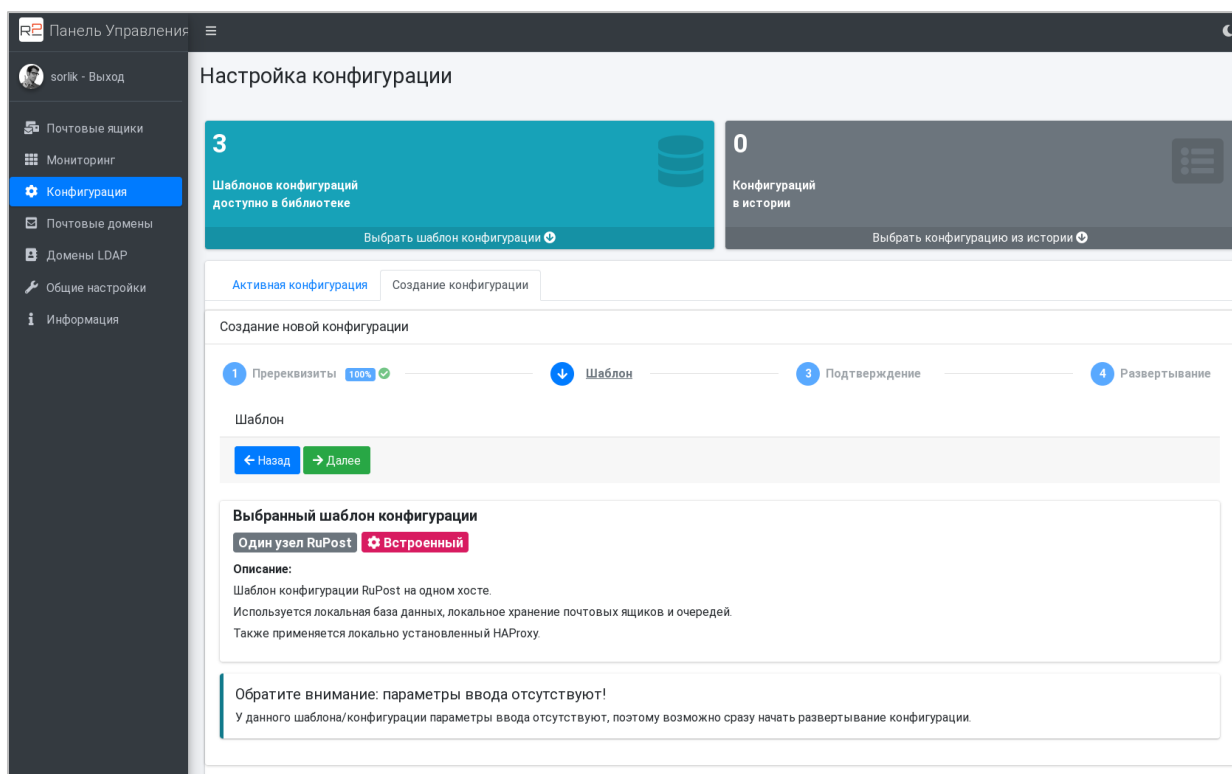 R2 Панель Управления
sorlik - Выход
Почтовые ящики
Мониторинг
Конфигурация
Почтовые домены
Домены LDAP
Общие настройки
Информация
Настройка конфигурации
3
Шаблонов конфигураций
доступно в библиотеке
Выбрать шаблон конфигурации
0
Конфигураций
в истории
Выбрать конфигурацию из истории
Активная конфигурация Создание конфигурации
Создание новой конфигурации
1 Пререквизиты 100% Шаблон 3 Подтверждение 4 Развертывание
Шаблон
Назад Далее
Выбранный шаблон конфигурации
Один узел RuPost Встроенный
Описание:
Шаблон конфигурации RuPost на одном хосте.
Используется локальная база данных, локальное хранение почтовых ящиков и очередей.
Также применяется локально установленный HAProxy.
Обратите внимание: параметры ввода отсутствуют!
У данного шаблона/конфигурации параметры ввода отсутствуют, поэтому возможно сразу начать развертывание конфигурации.